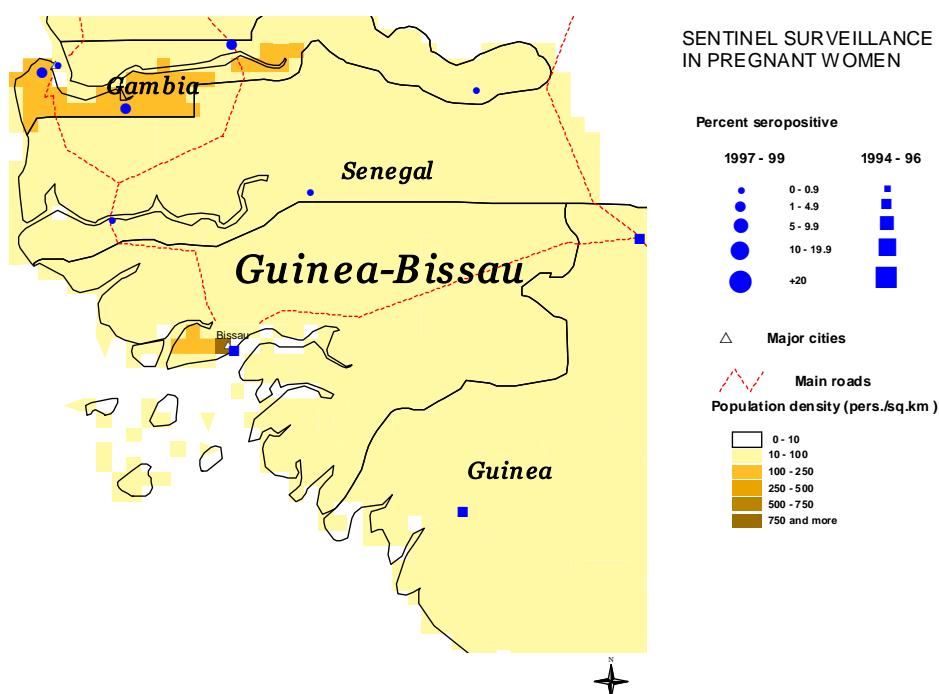 SENTINEL SURVEILLANCE
IN PREGNANT WOMEN
Percent seropositive
1997 - 99
1994 - 96
0 - 0.9
1 - 4.9
5 - 9.9
10 - 19.9
+20
Major cities
Main roads
Population density (pers./sq.km )
0 - 10
10 - 100
100 - 250
250 - 500
500 - 750
750 and more
Gambia
Senegal
Guinea-Bissau
Bissau
Guinea
N